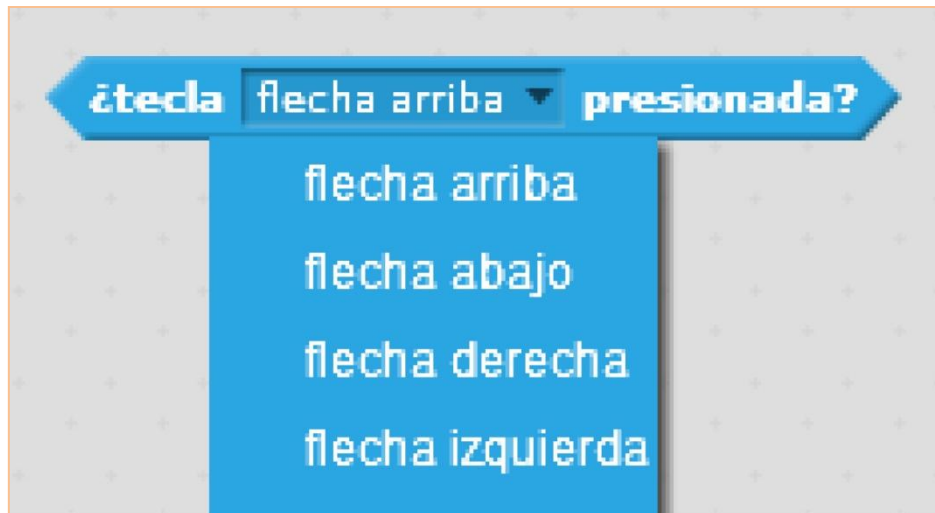 ¿tecla flecha arriba presionada?
flecha arriba
flecha abajo
flecha derecha
flecha izquierda